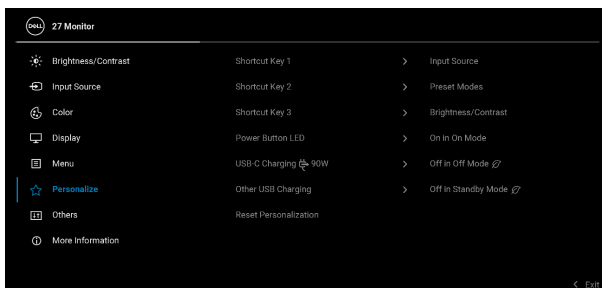 DELL 27 Monitor
Brightness/Contrast Shortcut Key 1 > Input Source
Input Source Shortcut Key 2 > Preset Modes
Color Shortcut Key 3 > Brightness/Contrast
Display Power Button LED > On in On Mode
Menu USB-C Charging 90W > Off in Off Mode
Personalize Other USB Charging > Off in Standby Mode
Others Reset Personalization
More Information
< Exit